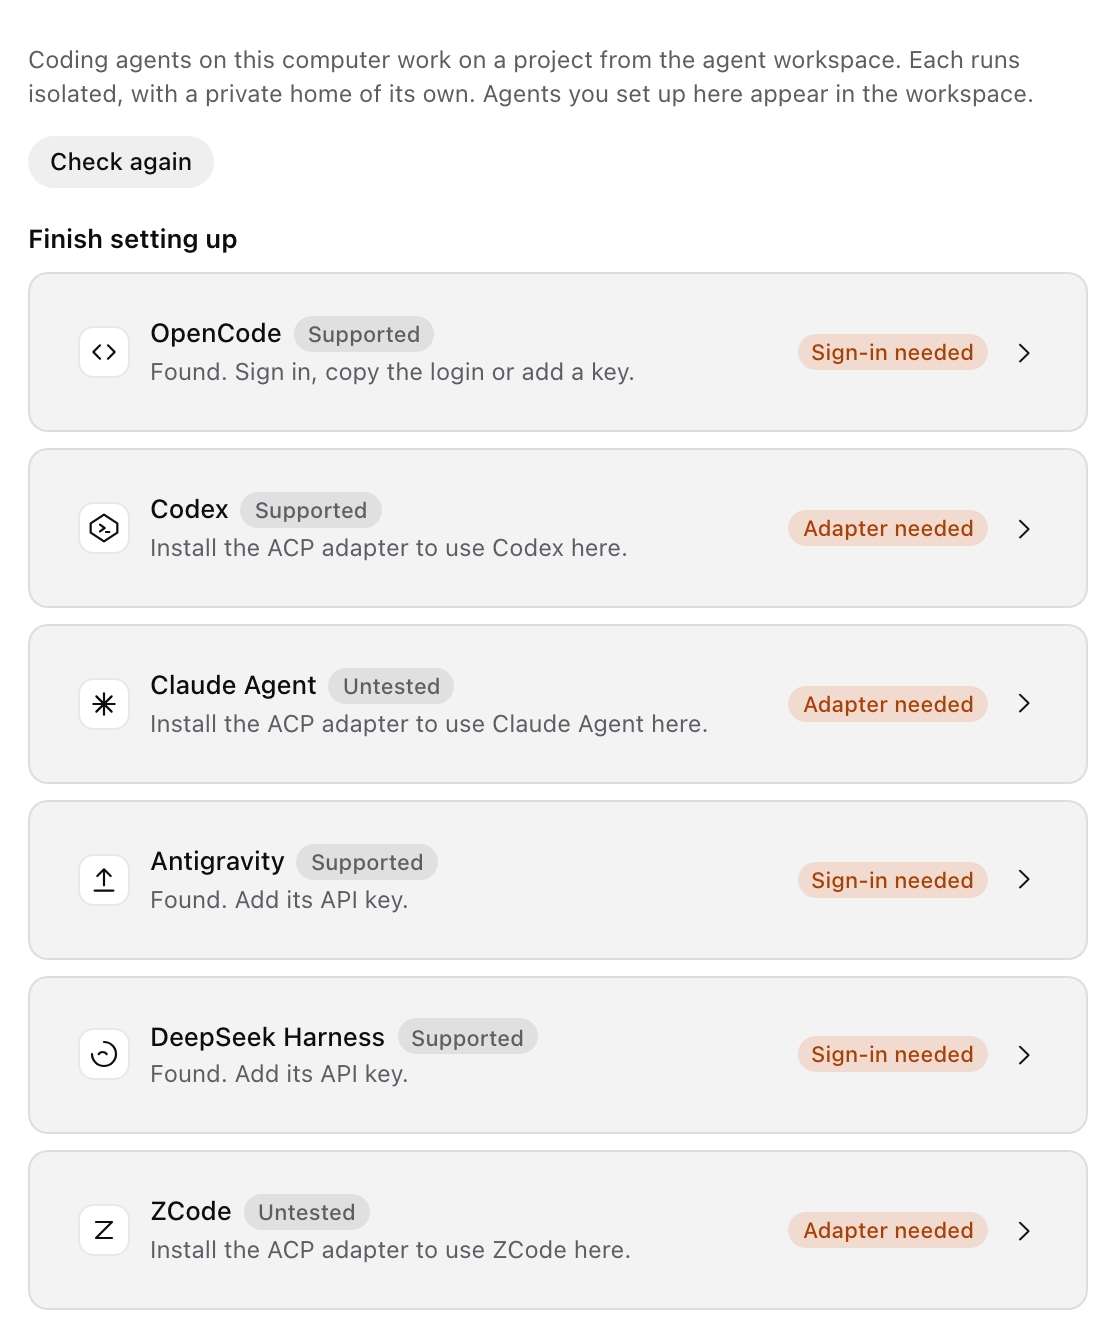 Coding agents on this computer work on a project from the agent workspace. Each runs
isolated, with a private home of its own. Agents you set up here appear in the workspace.
Check again
Finish setting up
OpenCode Supported
Found. Sign in, copy the login or add a key.
Sign-in needed
Codex Supported
Install the ACP adapter to use Codex here.
Adapter needed
Claude Agent Untested
Install the ACP adapter to use Claude Agent here.
Adapter needed
Antigravity Supported
Found. Add its API key.
Sign-in needed
DeepSeek Harness Supported
Found. Add its API key.
Sign-in needed
ZCode Untested
Install the ACP adapter to use ZCode here.
Adapter needed